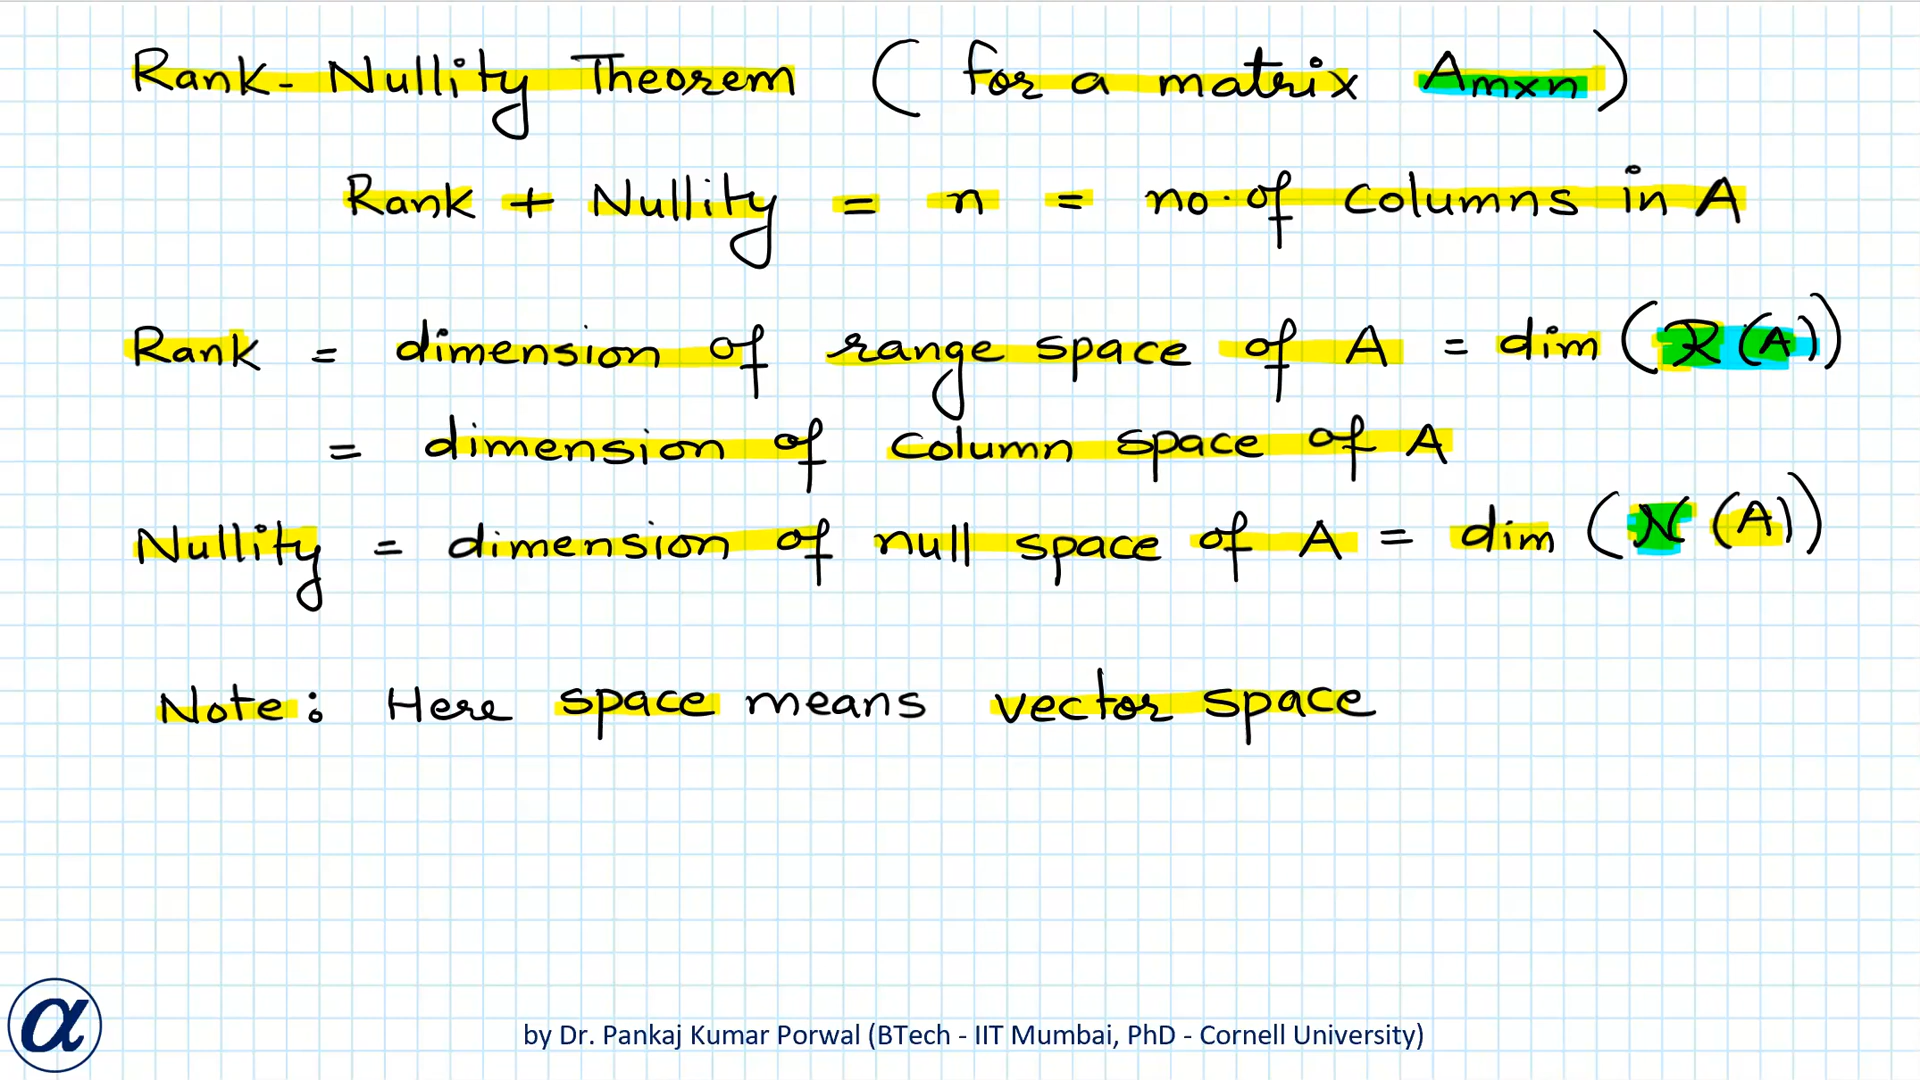 Rank-Nullity Theorem (for a matrix Amxn)
Rank + Nullity = n = no. of columns in A
Rank = dimension of range space of A = dim (R(A))
= dimension of column space of A
Nullity = dimension of null space of A = dim (N(A))
Note: Here space means vector space
α
by Dr. Pankaj Kumar Porwal (BTech - IIT Mumbai, PhD - Cornell University)